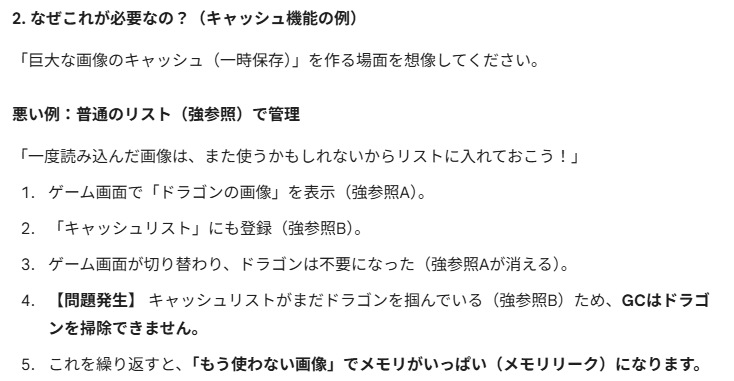 2. なぜこれが必要なの？（キャッシュ機能の例）
「巨大な画像のキャッシュ（一時保存）」を作る場面を想像してください。
悪い例：普通のリスト（強参照）で管理
「一度読み込んだ画像は、また使うかもしれないからリストに入れておこう！」
1. ゲーム画面で「ドラゴンの画像」を表示（強参照A）。
2. 「キャッシュリスト」にも登録（強参照B）。
3. ゲーム画面が切り替わり、ドラゴンは不要になった（強参照Aが消える）。
4. 【問題発生】 キャッシュリストがまだドラゴンを掴んでいる（強参照B）ため、GCはドラゴ
ンを掃除できません。
5. これを繰り返すと、「もう使わない画像」でメモリがいっぱい（メモリリーク）になります。